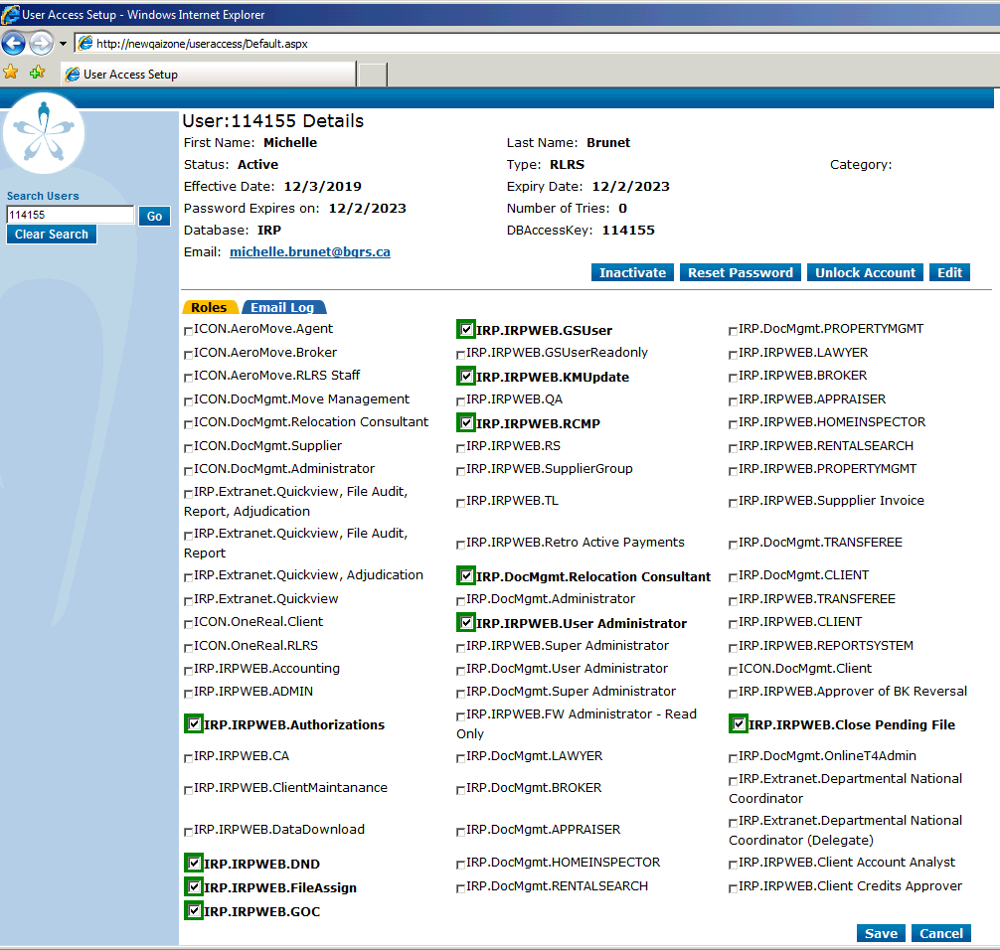 User Access Setup - Windows Internet Explorer
http://newqaizone/useraccess/Default.aspx
User Access Setup
Search Users
114155
Go
Clear Search
User:114155 Details
First Name: Michelle
Last Name: Brunet
Status: Active
Type: RLRS
Category:
Effective Date: 12/3/2019
Expiry Date: 12/2/2023
Password Expires on: 12/2/2023
Number of Tries: 0
Database: IRP
DBAccessKey: 114155
Email: michelle.brunet@bgrs.ca
Inactivate
Reset Password
Unlock Account
Edit
Roles
Email Log
ICON.AeroMove.Agent
ICON.AeroMove.Broker
ICON.AeroMove.RLRS Staff
ICON.DocMgmt.Move Management
ICON.DocMgmt.Relocation Consultant
ICON.DocMgmt.Supplier
ICON.DocMgmt.Administrator
IRP.Extranet.Quickview, File Audit,
Report, Adjudication
IRP.Extranet.Quickview, File Audit,
Report
IRP.Extranet.Quickview, Adjudication
IRP.Extranet.Quickview
ICON.OneReal.Client
ICON.OneReal.RLRS
IRP.IRPWEB.Accounting
IRP.IRPWEB.ADMIN
IRP.IRPWEB.Authorizations
IRP.IRPWEB.CA
IRP.IRPWEB.ClientMaintanance
IRP.IRPWEB.DataDownload
IRP.IRPWEB.DND
IRP.IRPWEB.FileAssign
IRP.IRPWEB.GOC
IRP.IRPWEB.GSUser
IRP.IRPWEB.GSUserReadonly
IRP.IRPWEB.KMUpdate
IRP.IRPWEB.QA
IRP.IRPWEB.RCMP
IRP.IRPWEB.RS
IRP.IRPWEB.SupplierGroup
IRP.IRPWEB.TL
IRP.IRPWEB.Retro Active Payments
IRP.DocMgmt.Relocation Consultant
IRP.DocMgmt.Administrator
IRP.IRPWEB.User Administrator
IRP.IRPWEB.Super Administrator
IRP.DocMgmt.User Administrator
IRP.DocMgmt.Super Administrator
IRP.IRPWEB.FW Administrator - Read
Only
IRP.DocMgmt.LAWYER
IRP.DocMgmt.BROKER
IRP.DocMgmt.APPRAISER
IRP.DocMgmt.HOMEINSPECTOR
IRP.DocMgmt.RENTALSEARCH
IRP.DocMgmt.PROPERTYMGMT
IRP.IRPWEB.LAWYER
IRP.IRPWEB.BROKER
IRP.IRPWEB.APPRAISER
IRP.IRPWEB.HOMEINSPECTOR
IRP.IRPWEB.RENTALSEARCH
IRP.IRPWEB.PROPERTYMGMT
IRP.IRPWEB.Suppplier Invoice
IRP.DocMgmt.TRANSFEREE
IRP.DocMgmt.CLIENT
IRP.IRPWEB.TRANSFEREE
IRP.IRPWEB.CLIENT
IRP.IRPWEB.REPORTSYSTEM
ICON.DocMgmt.Client
IRP.IRPWEB.Approver of BK Reversal
IRP.IRPWEB.Close Pending File
IRP.DocMgmt.OnlineT4Admin
IRP.Extranet.Departmental National
Coordinator
IRP.Extranet.Departmental National
Coordinator (Delegate)
IRP.IRPWEB.Client Account Analyst
IRP.IRPWEB.Client Credits Approver
Save
Cancel